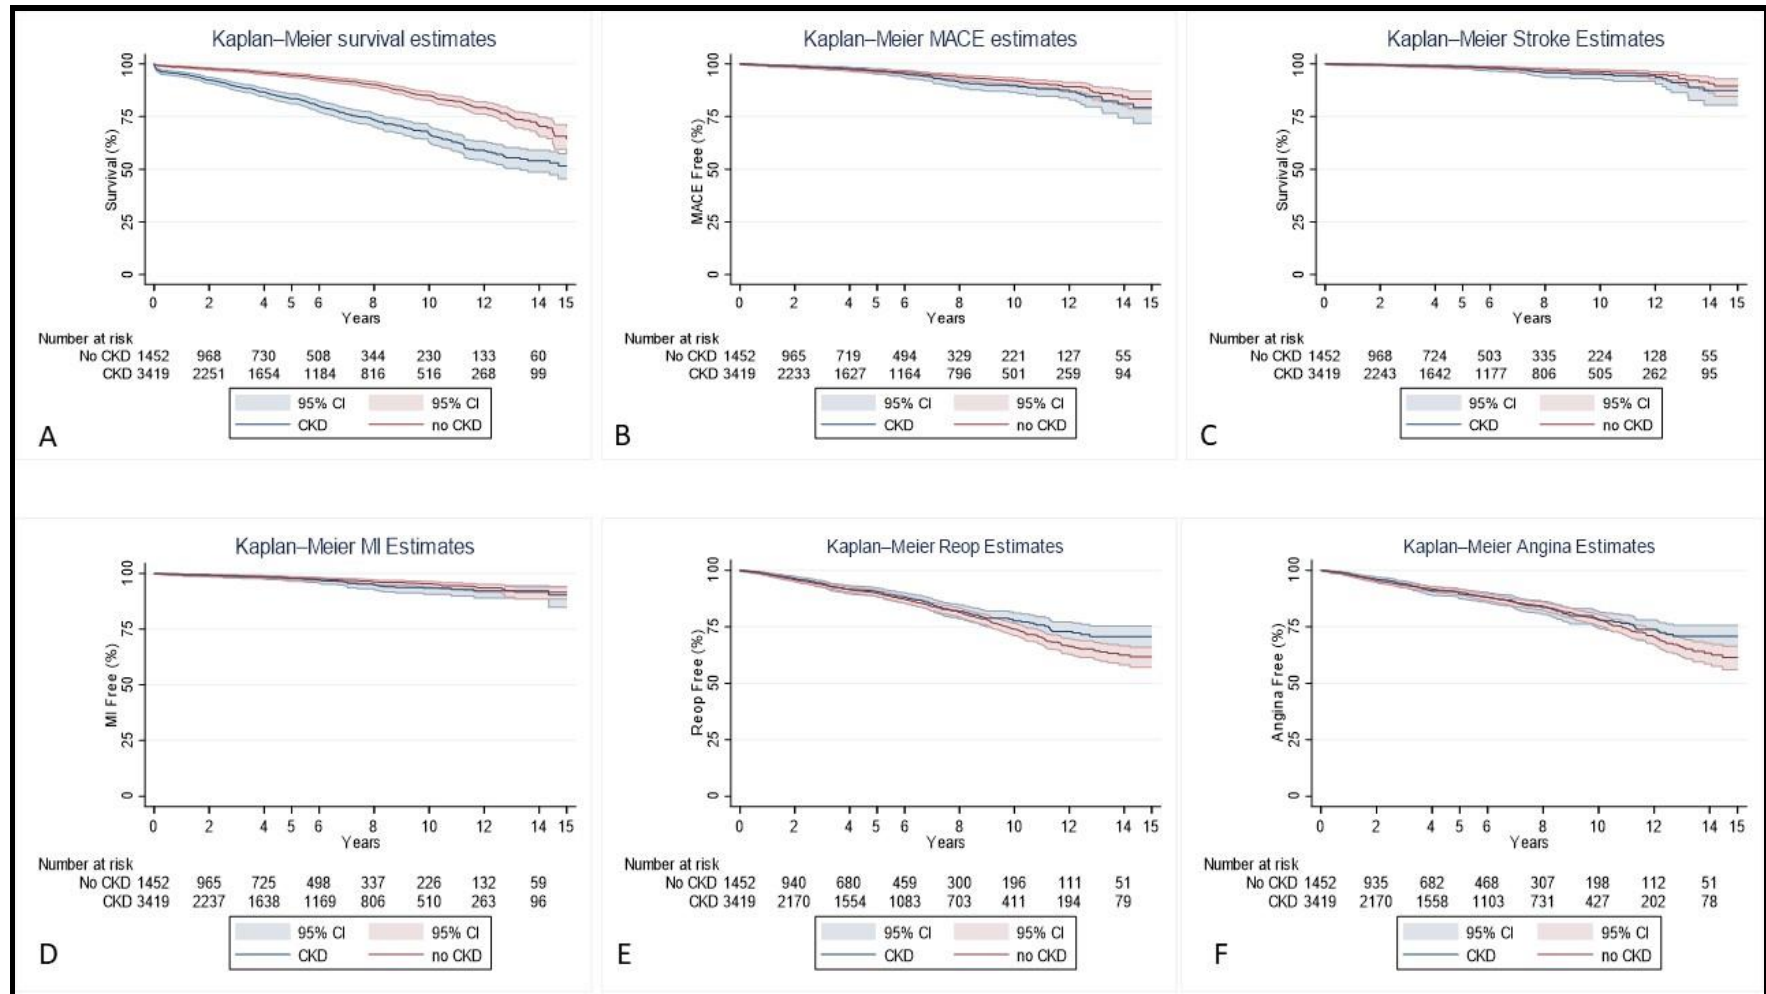 Kaplan–Meier survival estimates
100
75
50
25
0
Survival (%)
0 2 4 5 6 8 10 12 14 15
Years
Number at risk
No CKD 1452 968 730 508 344 230 133 60
CKD 3419 2251 1654 1184 816 516 268 99
95% CI 95% CI
CKD no CKD
A
Kaplan–Meier MACE estimates
100
75
50
25
0
MACE Free (%)
0 2 4 5 6 8 10 12 14 15
Years
Number at risk
No CKD 1452 965 719 494 329 221 127 55
CKD 3419 2233 1627 1164 796 501 259 94
95% CI 95% CI
CKD no CKD
B
Kaplan–Meier Stroke Estimates
100
75
50
25
0
Survival (%)
0 2 4 5 6 8 10 12 14 15
Years
Number at risk
No CKD 1452 968 724 503 335 224 128 55
CKD 3419 2243 1642 1177 806 505 262 95
95% CI 95% CI
CKD no CKD
C
Kaplan–Meier MI Estimates
100
75
50
25
0
MI Free (%)
0 2 4 5 6 8 10 12 14 15
Years
Number at risk
No CKD 1452 965 725 498 337 226 132 59
CKD 3419 2237 1638 1169 806 510 263 96
95% CI 95% CI
CKD no CKD
D
Kaplan–Meier Reop Estimates
100
75
50
25
0
Reop Free (%)
0 2 4 5 6 8 10 12 14 15
Years
Number at risk
No CKD 1452 940 680 459 300 196 111 51
CKD 3419 2170 1554 1083 703 411 194 79
95% CI 95% CI
CKD no CKD
E
Kaplan–Meier Angina Estimates
100
75
50
25
0
Angina Free (%)
0 2 4 5 6 8 10 12 14 15
Years
Number at risk
No CKD 1452 935 682 468 307 198 112 51
CKD 3419 2170 1558 1103 731 427 202 78
95% CI 95% CI
CKD no CKD
F